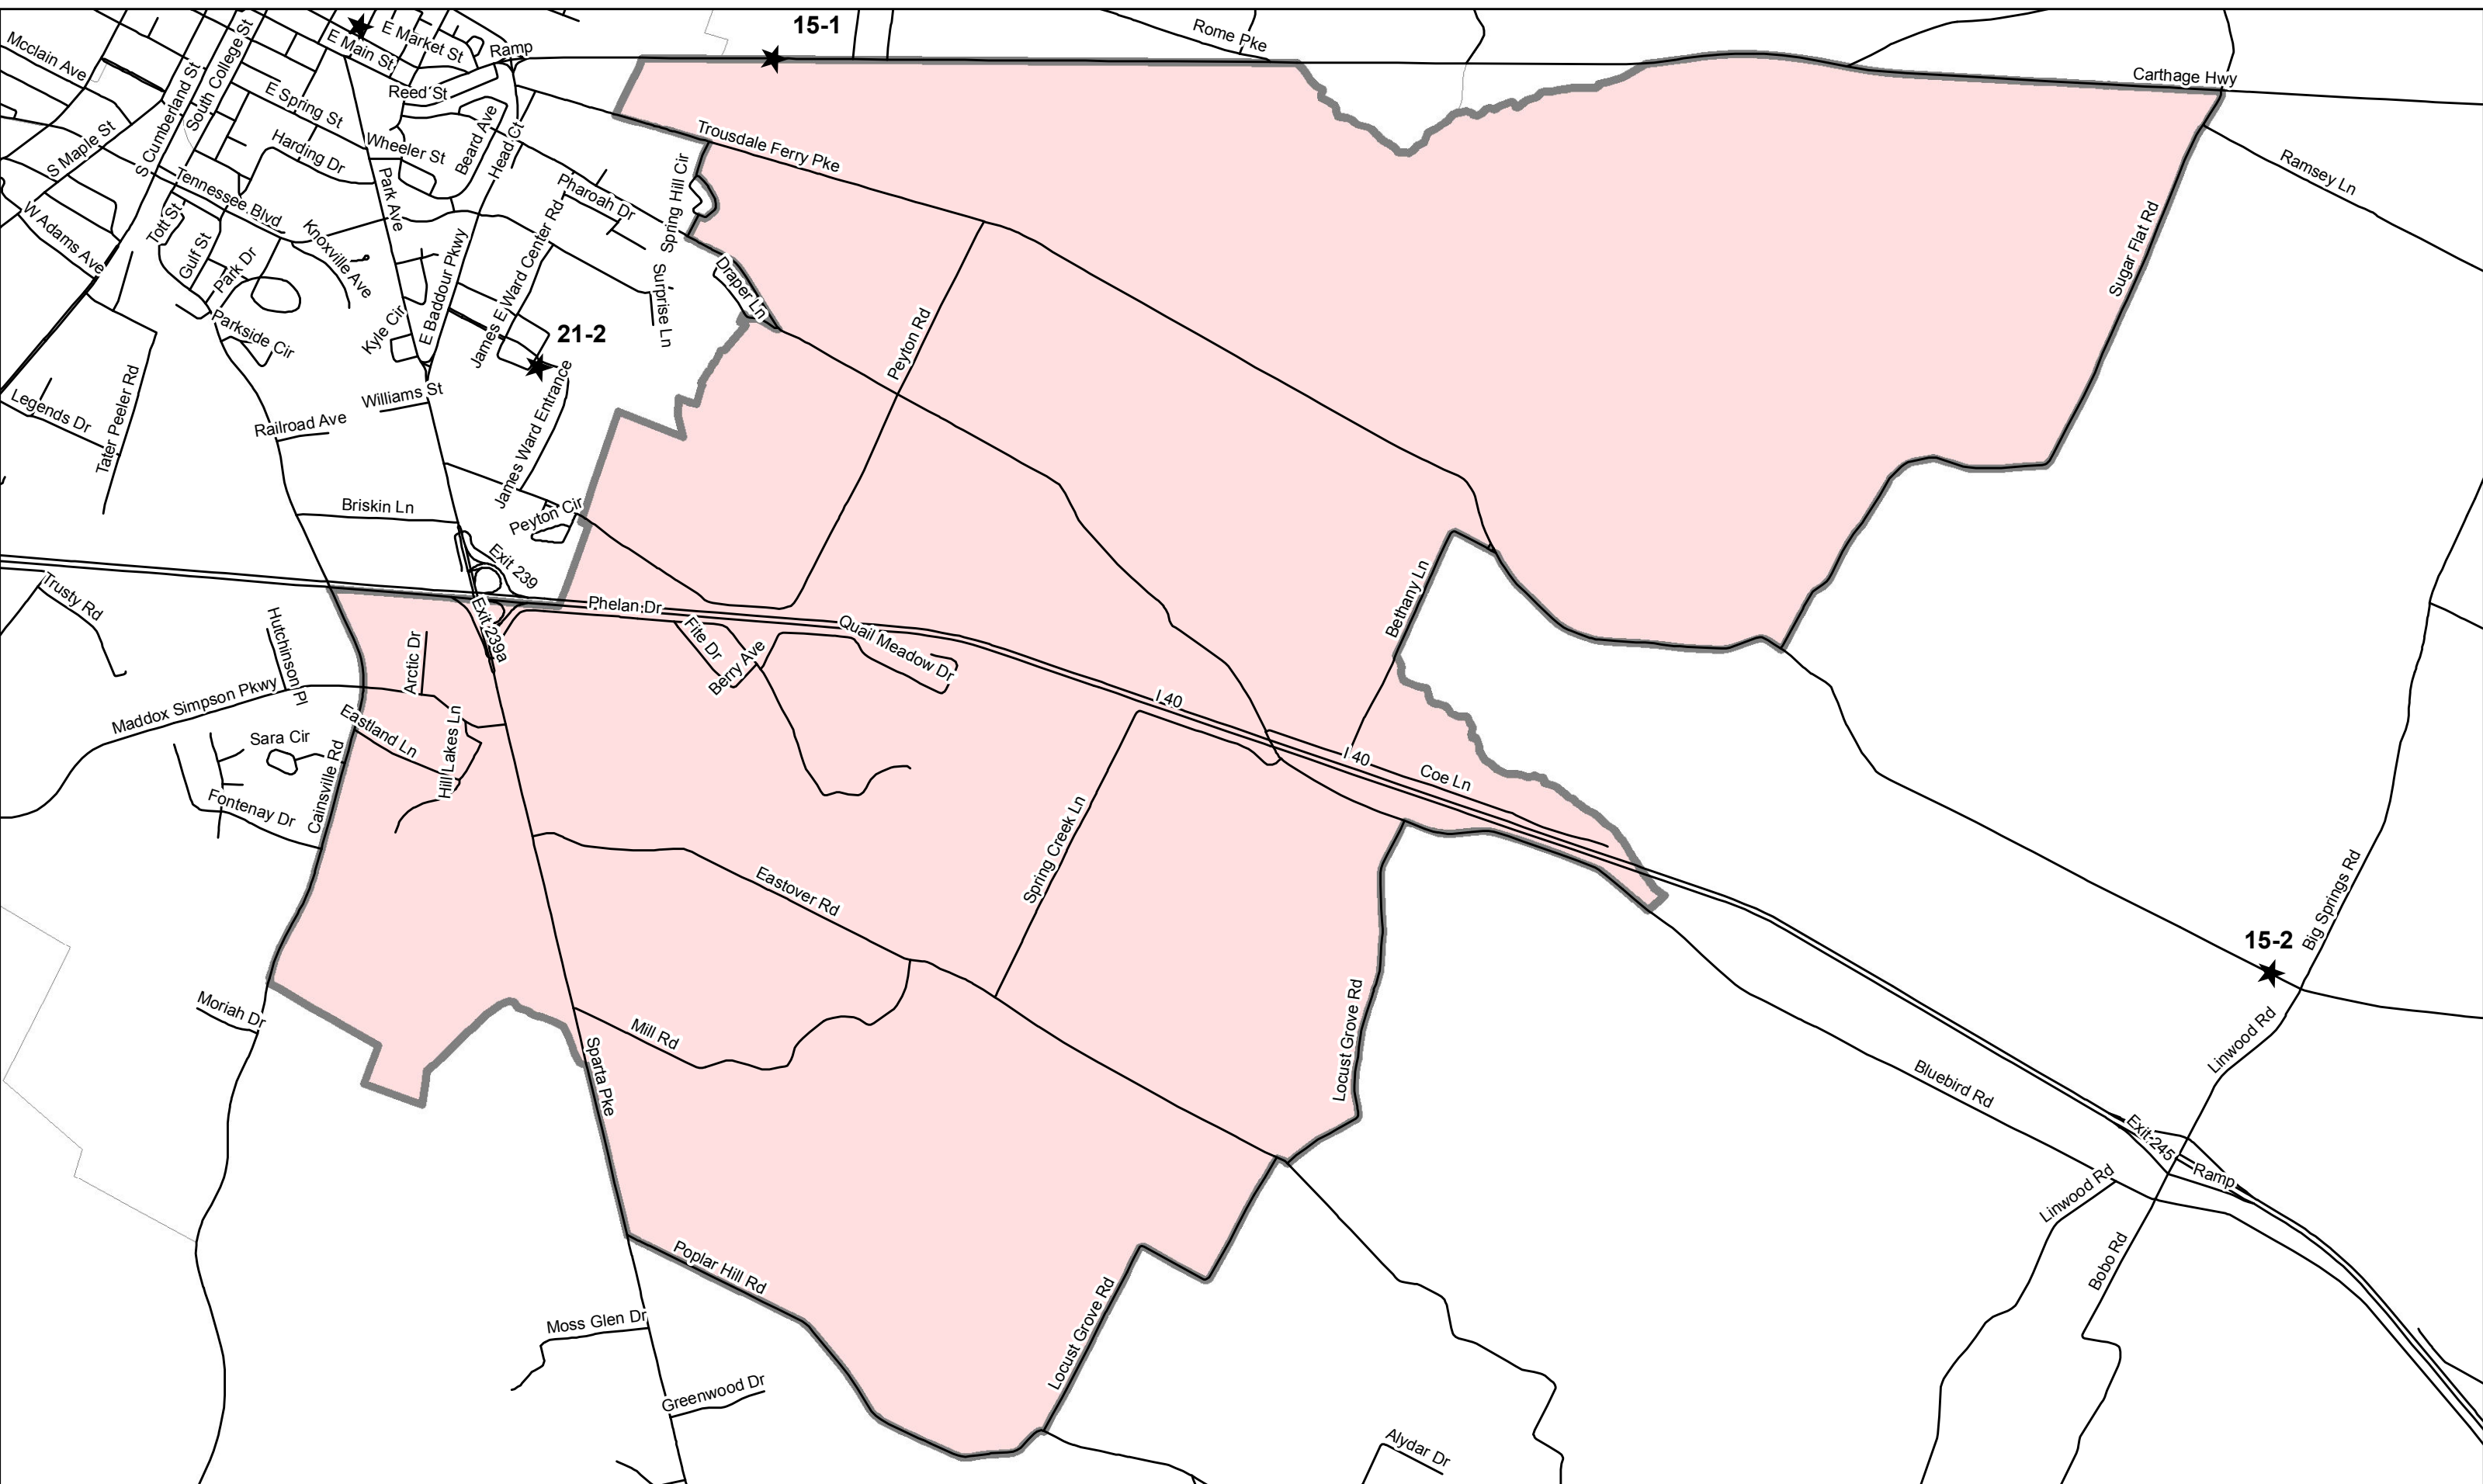 15-1
Rome Pke
Carthage Hwy
Mcclain Ave
E Main St
E Market St
Ramp
S Cumberland St
South College St
Reed St
E Spring St
S Maple St
Harding Dr
Wheeler St
Beard Ave
Head Ct
Trousdale Ferry Pke
Ramsey Ln
Tennessee Blvd
Park Ave
Pharoah Dr
Spring Hill Cir
W Adams Ave
Tott St
Gulf St
Park Dr
Knoxville Ave
E Baddour Pkwy
James E Ward Center Rd
Surprise Ln
Draper Ln
Sugar Flat Rd
Parkside Cir
Kyle Cir
21-2
Peyton Rd
Legends Dr
Tater Peeler Rd
Williams St
Railroad Ave
James Ward Entrance
Briskin Ln
Peyton Cir
Exit 239
Trusty Rd
Hutchinson Pl
Arctic Dr
Exit 239a
Phelan Dr
Fite Dr
Berry Ave
Quail Meadow Dr
Bethany Ln
Maddox Simpson Pkwy
Eastland Ln
Hill Lakes Ln
I 40
I 40
Coe Ln
Sara Cir
Cainsville Rd
Fontenay Dr
Spring Creek Ln
Eastover Rd
Big Springs Rd
15-2
Moriah Dr
Mill Rd
Sparta Pke
Locust Grove Rd
Linwood Rd
Bluebird Rd
Exit 245
Ramp
Linwood Rd
Bobo Rd
Poplar Hill Rd
Locust Grove Rd
Moss Glen Dr
Greenwood Dr
Alydar Dr